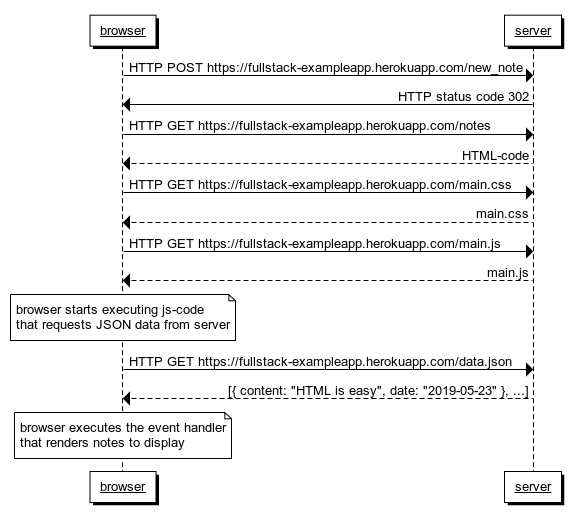 browser server
HTTP POST https://fullstack-exampleapp.herokuapp.com/new_note
HTTP status code 302
HTTP GET https://fullstack-exampleapp.herokuapp.com/notes
HTML-code
HTTP GET https://fullstack-exampleapp.herokuapp.com/main.css
main.css
HTTP GET https://fullstack-exampleapp.herokuapp.com/main.js
main.js
browser starts executing js-code
that requests JSON data from server
HTTP GET https://fullstack-exampleapp.herokuapp.com/data.json
[{ content: "HTML is easy", date: "2019-05-23" }, ...]
browser executes the event handler
that renders notes to display
browser server